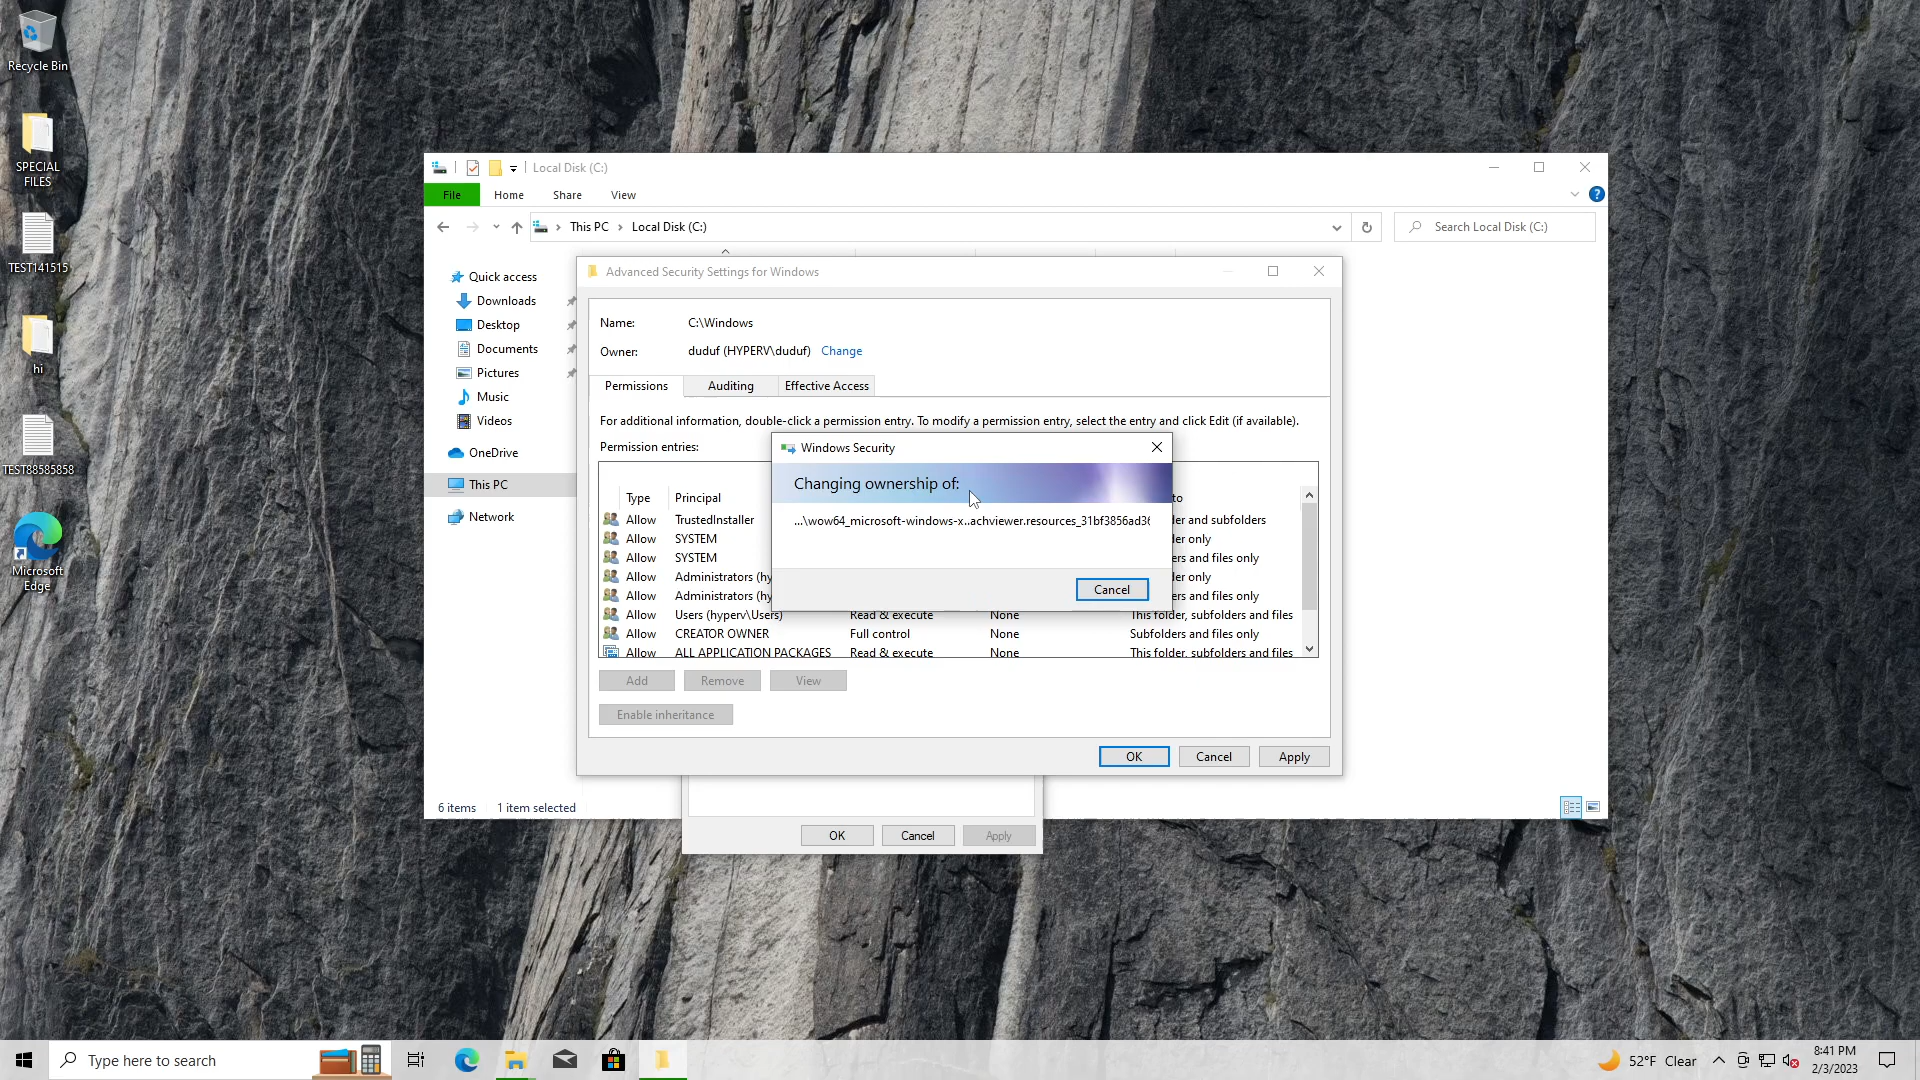 Recycle Bin
SPECIAL
FILES
TEST141515
hi
TEST88585858
Microsoft
Edge
Local Disk (C:)
File
Home
Share
View
?
This PC
Local Disk (C:)
Search Local Disk (C:)
Quick access
Downloads
Desktop
Documents
Pictures
Music
Videos
OneDrive
This PC
Network
6 items
1 item selected
Advanced Security Settings for Windows
Name: C:\Windows
Owner: duduf (HYPERV\duduf) Change
Permissions
Auditing
Effective Access
For additional information, double-click a permission entry. To modify a permission entry, select the entry and click Edit (if available).
Permission entries:
Type Principal to
Allow TrustedInstaller der and subfolders
Allow SYSTEM der only
Allow SYSTEM ers and files only
Allow Administrators (hy der only
Allow Administrators (hy ers and files only
Allow Users (hyperv\Users) Read & execute None This folder, subfolders and files
Allow CREATOR OWNER Full control None Subfolders and files only
Allow ALL APPLICATION PACKAGES Read & execute None This folder, subfolders and files
Add
Remove
View
Enable inheritance
OK
Cancel
Apply
Windows Security
Changing ownership of:
...\wow64_microsoft-windows-x..achviewer.resources_31bf3856ad36
Cancel
OK
Cancel
Apply
Type here to search
52°F Clear
8:41 PM
2/3/2023